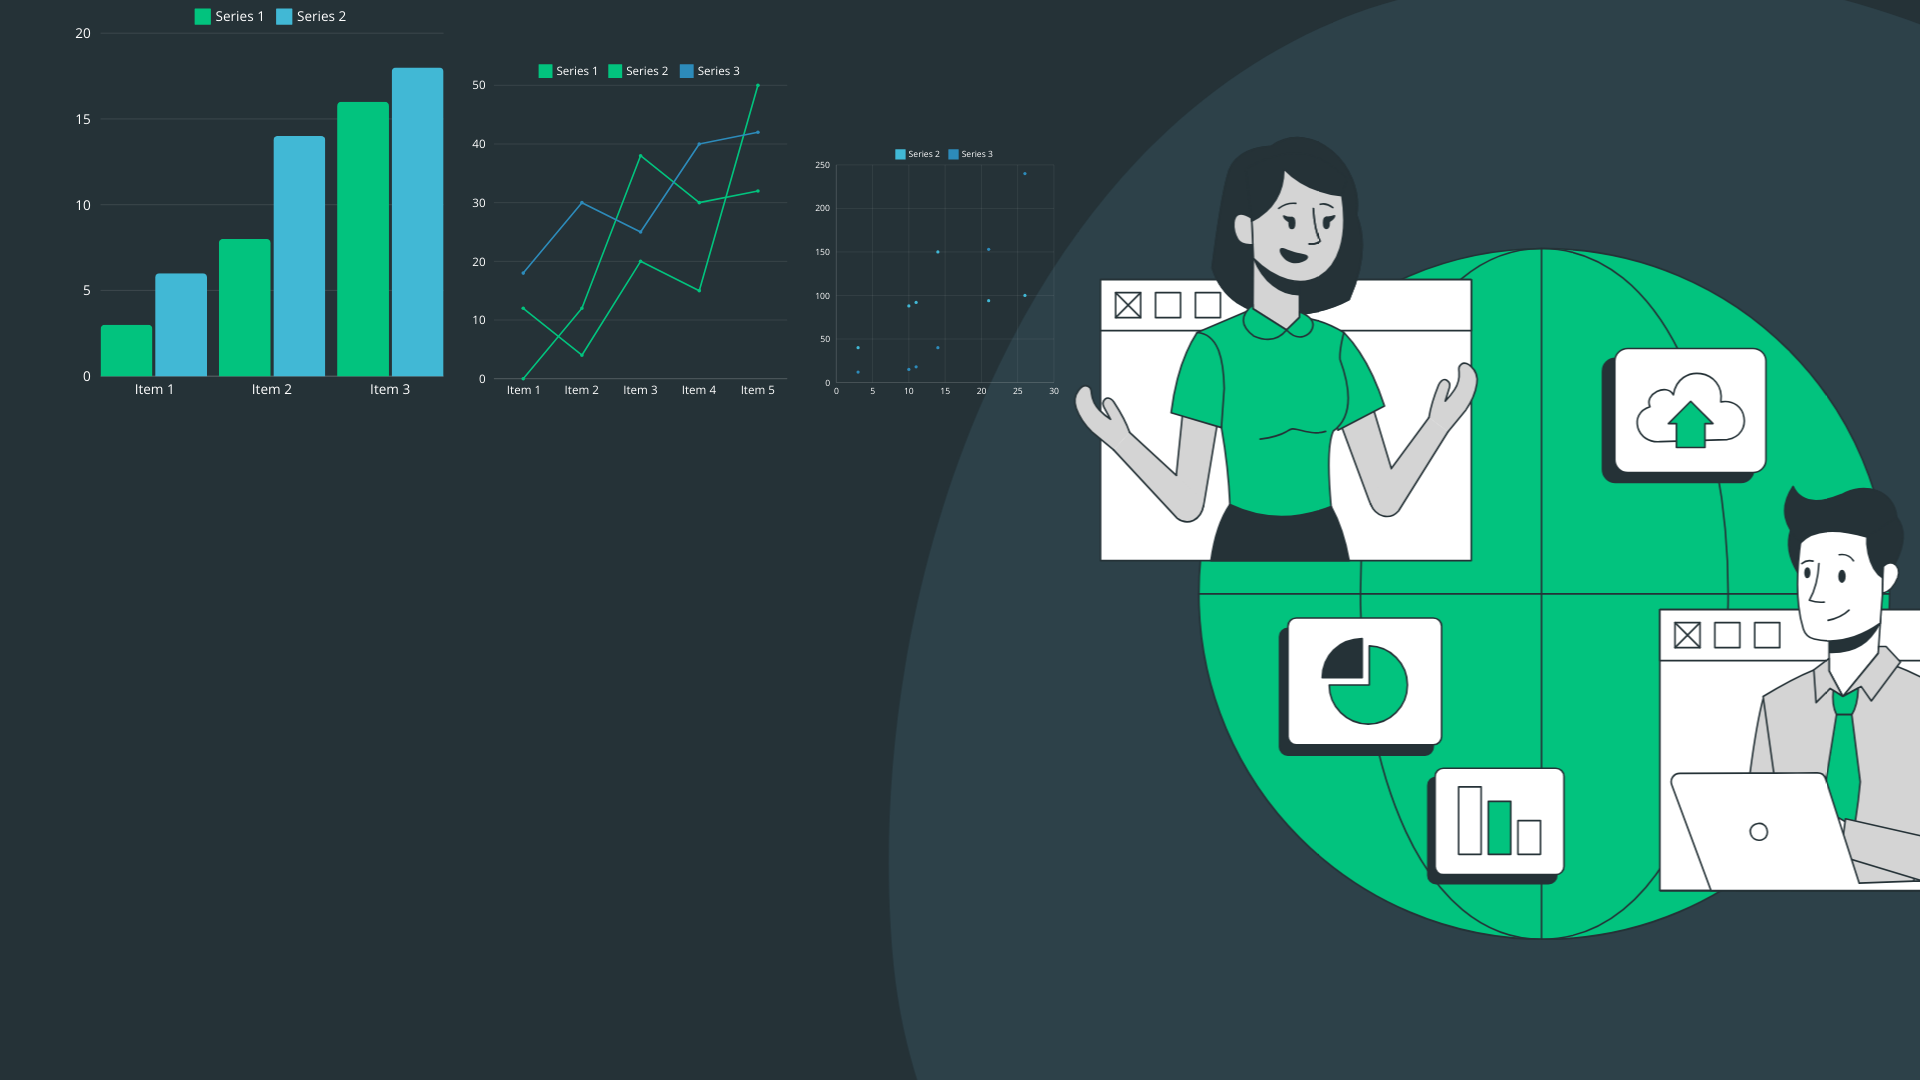 Series 1 Series 2
20
15
10
5
0
Item 1 Item 2 Item 3
Series 1 Series 2 Series 3
50
40
30
20
10
0
Item 1 Item 2 Item 3 Item 4 Item 5
Series 2 Series 3
250
200
150
100
50
0
0 5 10 15 20 25 30